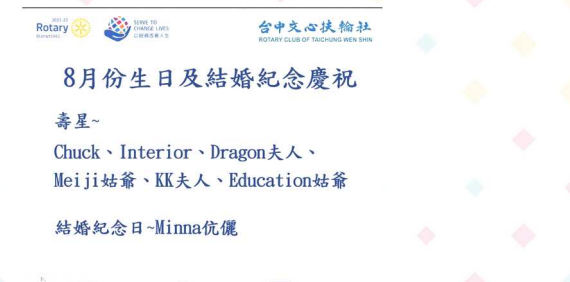 Rotary
SERVE TO
CHANGE LIVES
台中文心扶輪社
ROTARY CLUB OF TAICHUNG WEN SHIN
8月份生日及結婚紀念慶祝
壽星~
Chuck、Interior、Dragon夫人、
Meiji姑爺、KK夫人、Education姑爺
結婚紀念日~Minna伉儷